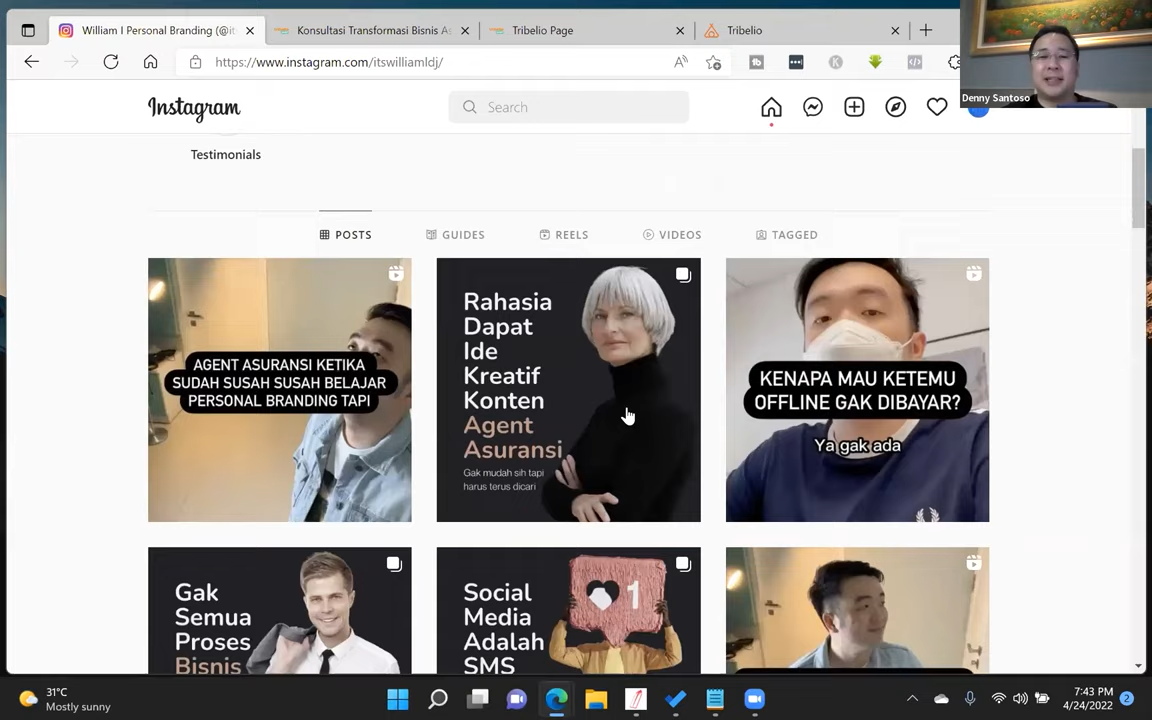 William I Personal Branding (@it
Konsultasi Transformasi Bisnis As
Tribelio Page
Tribelio
https://www.instagram.com/itswilliamldj/
Denny Santoso
Instagram
Search
Testimonials
POSTS
GUIDES
REELS
VIDEOS
TAGGED
AGENT ASURANSI KETIKA
SUDAH SUSAH SUSAH BELAJAR
PERSONAL BRANDING TAPI
Rahasia
Dapat
Ide
Kreatif
Konten
Agent
Asuransi
Gak mudah sih tapi
harus terus dicari
KENAPA MAU KETEMU
OFFLINE GAK DIBAYAR?
Ya gak ada
Gak
Semua
Proses
Bisnis
Social
Media
Adalah
SMS
1
31°C
Mostly sunny
7:43 PM
4/24/2022
2